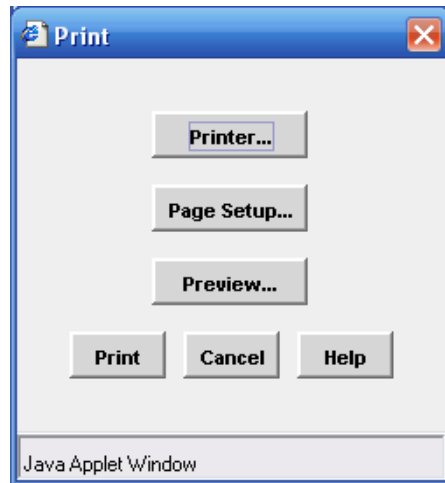 Print
Printer...
Page Setup...
Preview...
Print Cancel Help
Java Applet Window